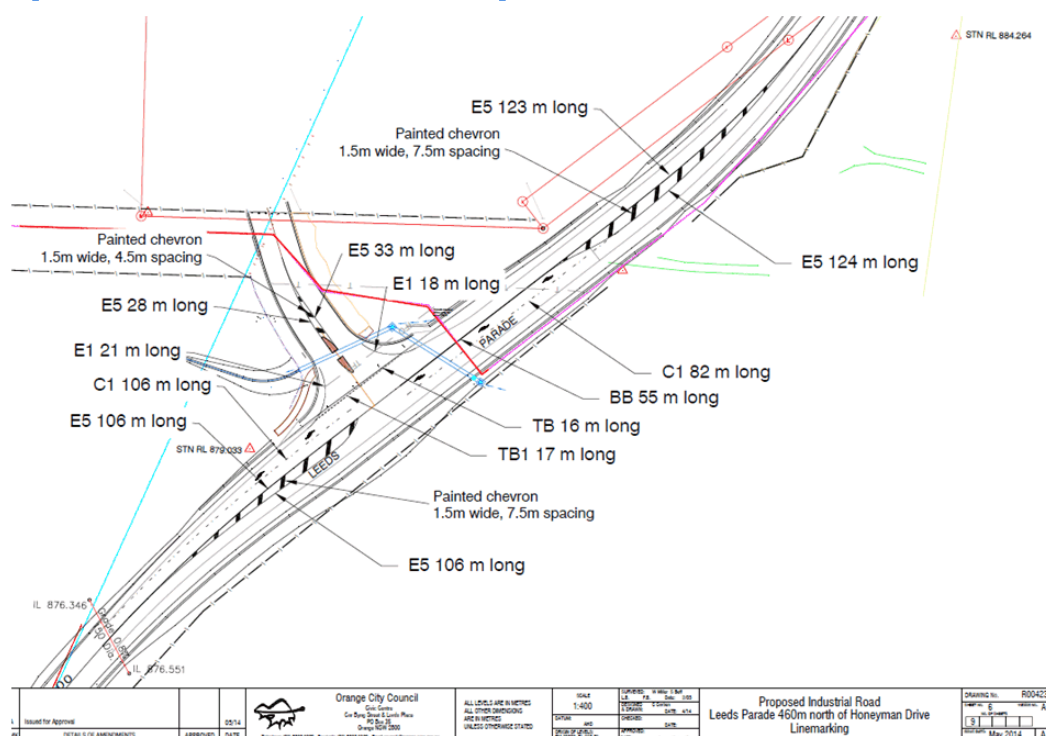 STN RL 884.264
E5 123 m long
Painted chevron
1.5m wide, 7.5m spacing
Painted chevron
1.5m wide, 4.5m spacing
E5 33 m long
E5 124 m long
E1 18 m long
E5 28 m long
PARADE
E1 21 m long
C1 82 m long
C1 106 m long
BB 55 m long
E5 106 m long
TB 16 m long
STN RL 879.033
TB1 17 m long
LEEDS
Painted chevron
1.5m wide, 7.5m spacing
E5 106 m long
IL 876.346
IL 876.551
Issued for Approval
05/14
DETAILS OF AMENDMENTS
APPROVED
DATE
Orange City Council
Civic Centre
PO Box 35
Orange NSW 2800
ALL LEVELS ARE IN METRES
ALL OTHER DIMENSIONS
ARE IN METRES
UNLESS OTHERWISE STATED
SCALE
1:400
DATUM
AHD
Proposed Industrial Road
Leeds Parade 460m north of Honeyman Drive
Linemarking
DRAWING No.
R00423
6
A
9
May 2014